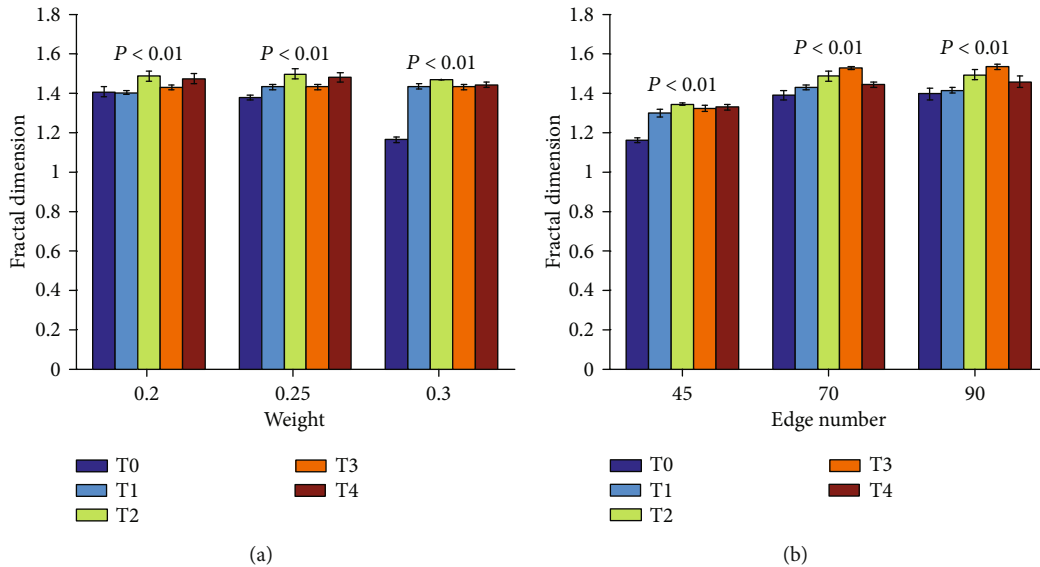 1.8
1.6
1.4
1.2
1
0.8
0.6
0.4
0.2
0
Fractal dimension
P < 0.01
P < 0.01
P < 0.01
0.2 0.25 0.3
Weight
T0
T1
T2
T3
T4
(a)
1.8
1.6
1.4
1.2
1
0.8
0.6
0.4
0.2
0
Fractal dimension
P < 0.01
P < 0.01
P < 0.01
45 70 90
Edge number
T0
T1
T2
T3
T4
(b)